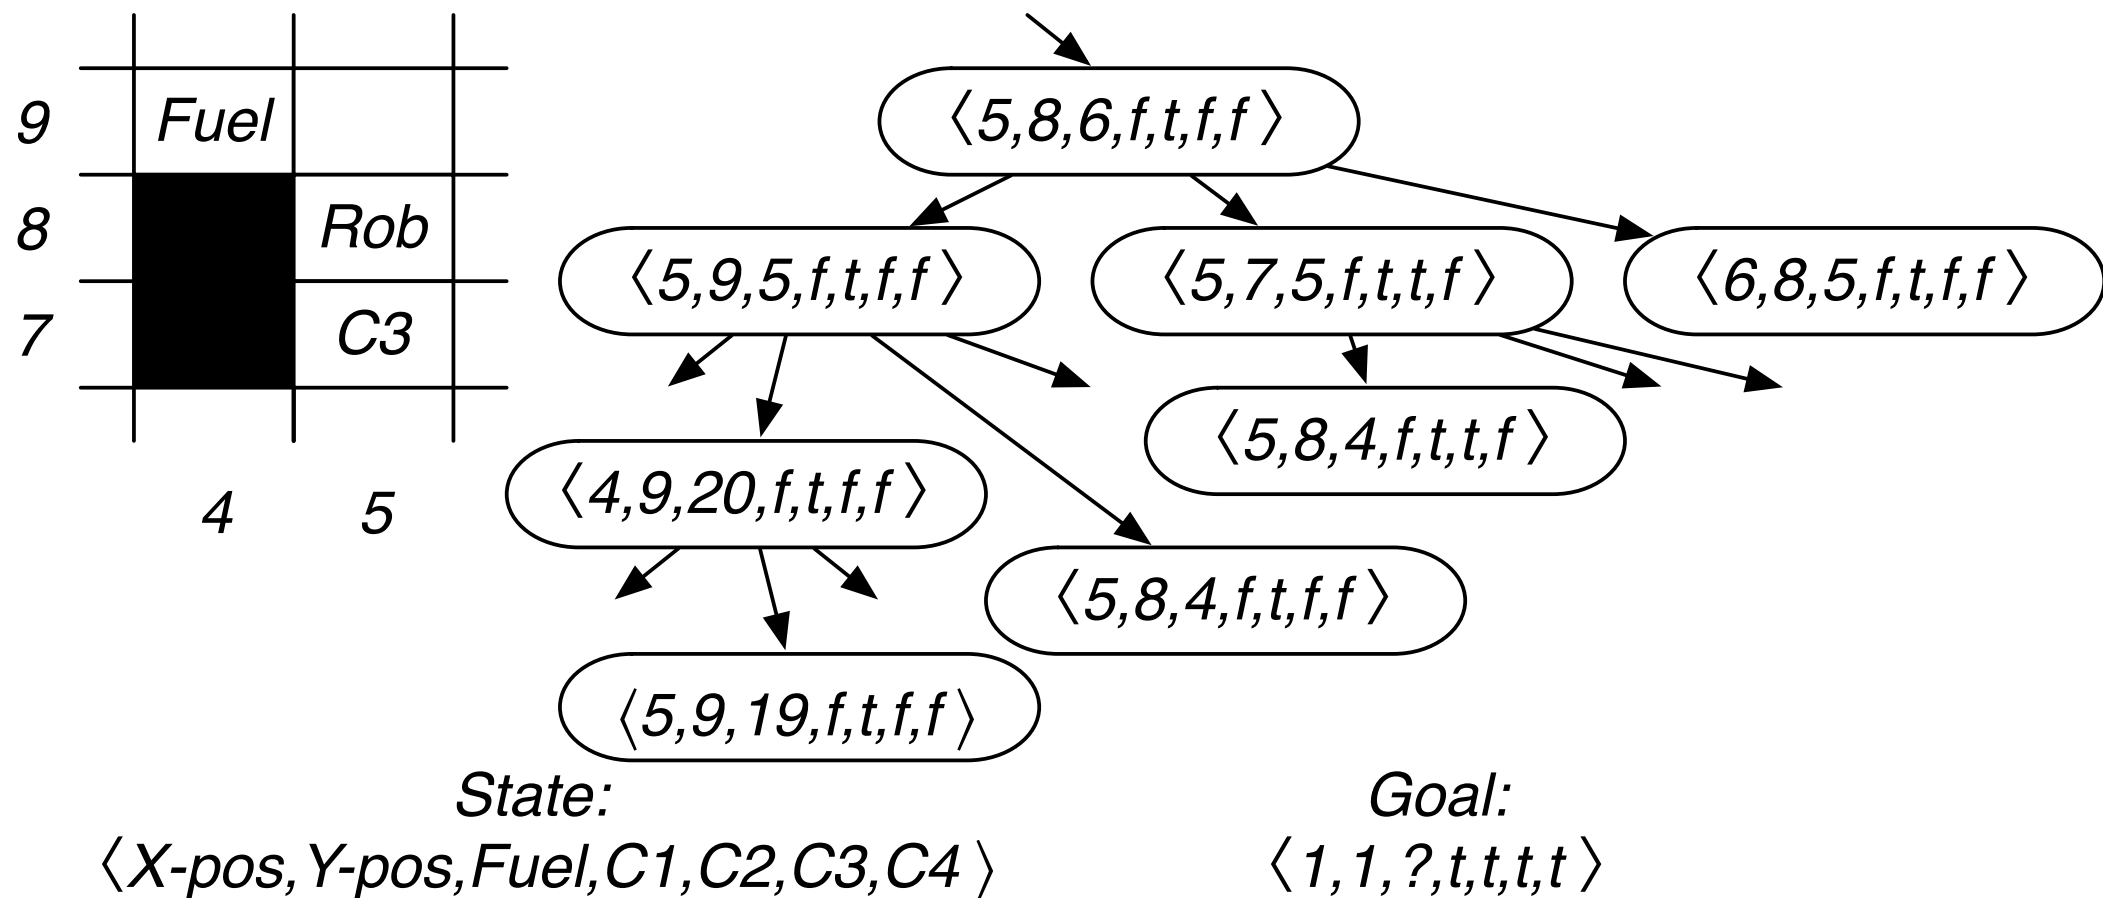 9 Fuel
8 Rob
7 C3
4 5
⟨5,8,6,f,t,f,f⟩
⟨5,9,5,f,t,f,f⟩ ⟨5,7,5,f,t,t,f⟩ ⟨6,8,5,f,t,f,f⟩
⟨5,8,4,f,t,t,f⟩
⟨4,9,20,f,t,f,f⟩
⟨5,8,4,f,t,f,f⟩
⟨5,9,19,f,t,f,f⟩
State:
⟨X-pos,Y-pos,Fuel,C1,C2,C3,C4⟩
Goal:
⟨1,1,?,t,t,t,t⟩